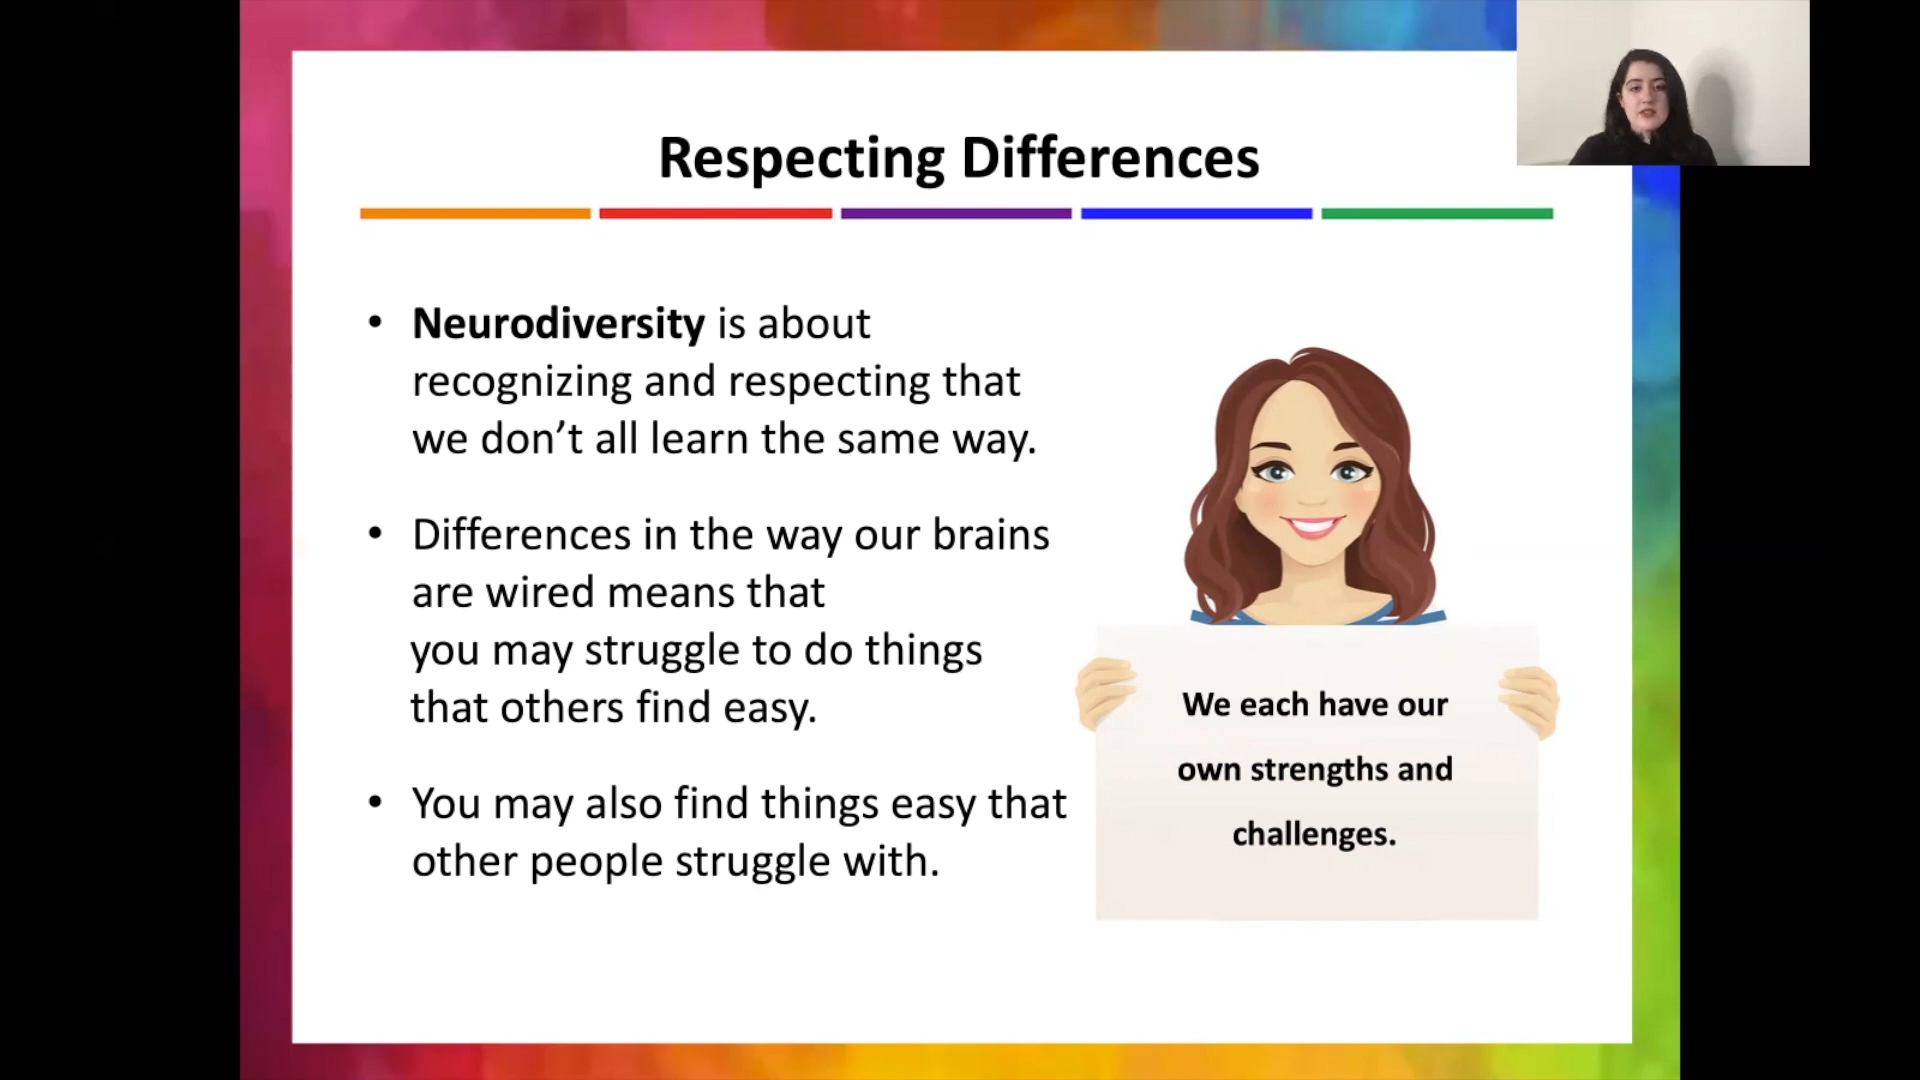 Respecting Differences
• Neurodiversity is about
recognizing and respecting that
we don’t all learn the same way.
• Differences in the way our brains
are wired means that
you may struggle to do things
that others find easy.
• You may also find things easy that
other people struggle with.
We each have our
own strengths and
challenges.